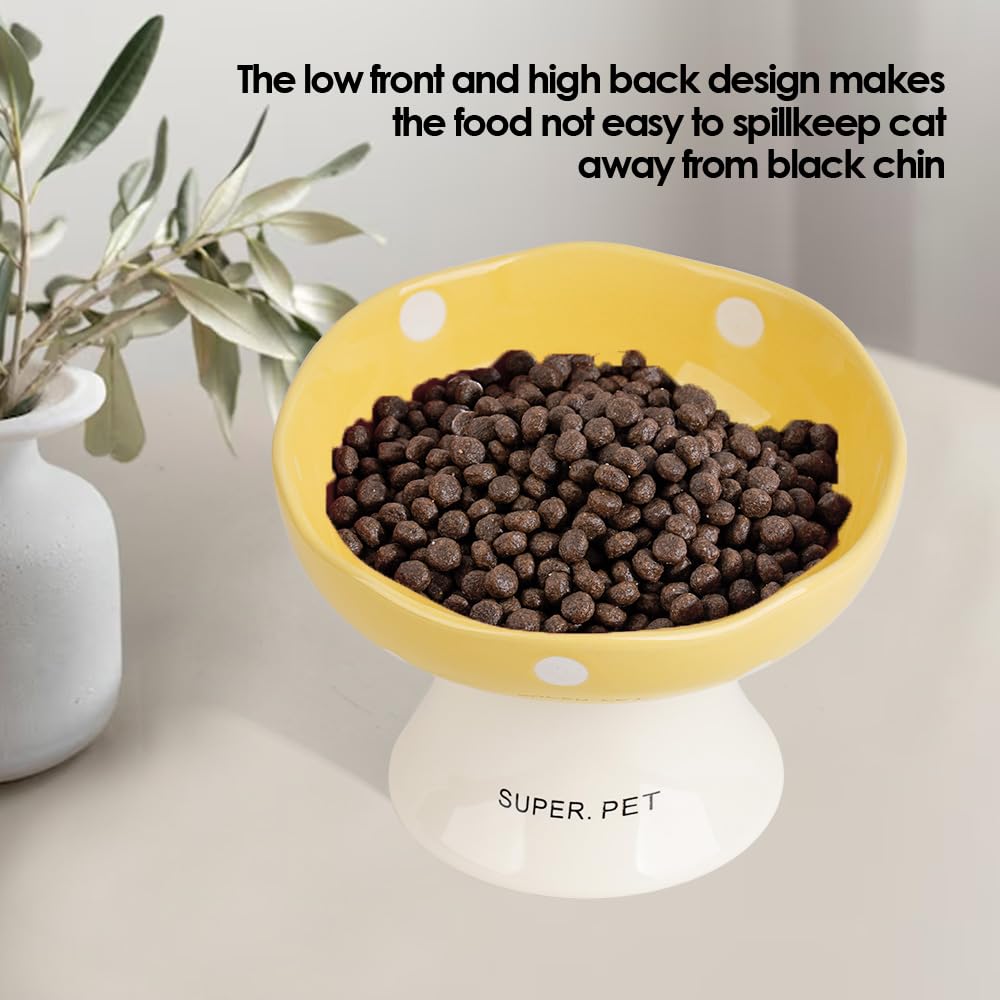 The low front and high back design makes
the food not easy to spillkeep cat
away from black chin
SUPER. PET